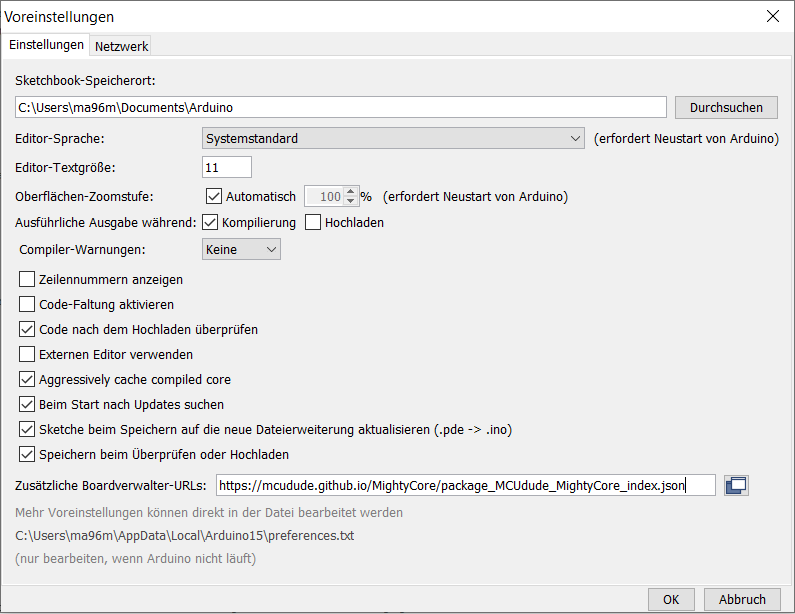 Voreinstellungen
Einstellungen Netzwerk
Sketchbook-Speicherort:
C:\Users\ma96m\Documents\Arduino Durchsuchen
Editor-Sprache: Systemstandard (erfordert Neustart von Arduino)
Editor-Textgröße: 11
Oberflächen-Zoomstufe: Automatisch 100 % (erfordert Neustart von Arduino)
Ausführliche Ausgabe während: Kompilierung Hochladen
Compiler-Warnungen: Keine
Zeilennummern anzeigen
Code-Faltung aktivieren
Code nach dem Hochladen überprüfen
Externen Editor verwenden
Aggressively cache compiled core
Beim Start nach Updates suchen
Sketche beim Speichern auf die neue Dateierweiterung aktualisieren (.pde -> .ino)
Speichern beim Überprüfen oder Hochladen
Zusätzliche Boardverwalter-URLs: https://mcudude.github.io/MightyCore/package_MCUdude_MightyCore_index.json
Mehr Voreinstellungen können direkt in der Datei bearbeitet werden
C:\Users\ma96m\AppData\Local\Arduino15\preferences.txt
(nur bearbeiten, wenn Arduino nicht läuft)
OK Abbruch